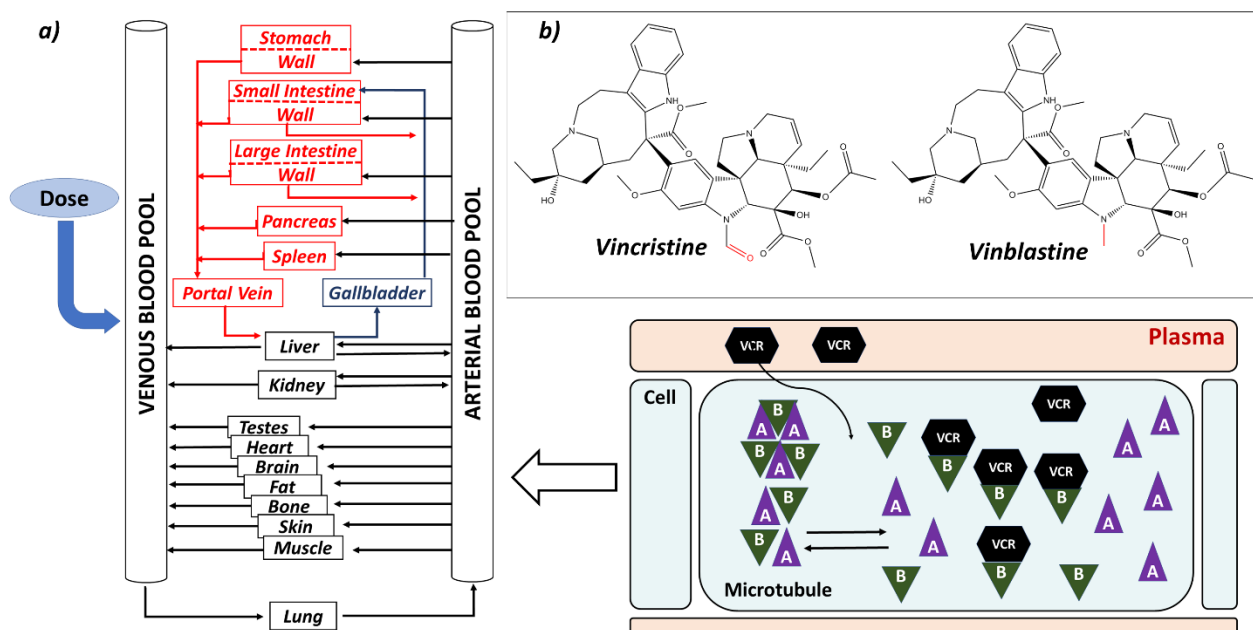 a)
VENOUS BLOOD POOL
ARTERIAL BLOOD POOL
Dose
Stomach
Wall
Small Intestine
Wall
Large Intestine
Wall
Pancreas
Spleen
Portal Vein
Gallbladder
Liver
Kidney
Testes
Heart
Brain
Fat
Bone
Skin
Muscle
Lung
b)
NH
O
O
N
HO
O
N
O
O
OH
N
O
O
O
Vincristine
NH
O
O
N
HO
O
N
O
O
OH
N
O
O
Vinblastine
Plasma
VCR
VCR
Cell
B
A
A
B
B
A
A
B
B
A
Microtubule
B
A
A
B
VCR
B
VCR
B
VCR
B
VCR
B
VCR
B
A
A
A
A
A